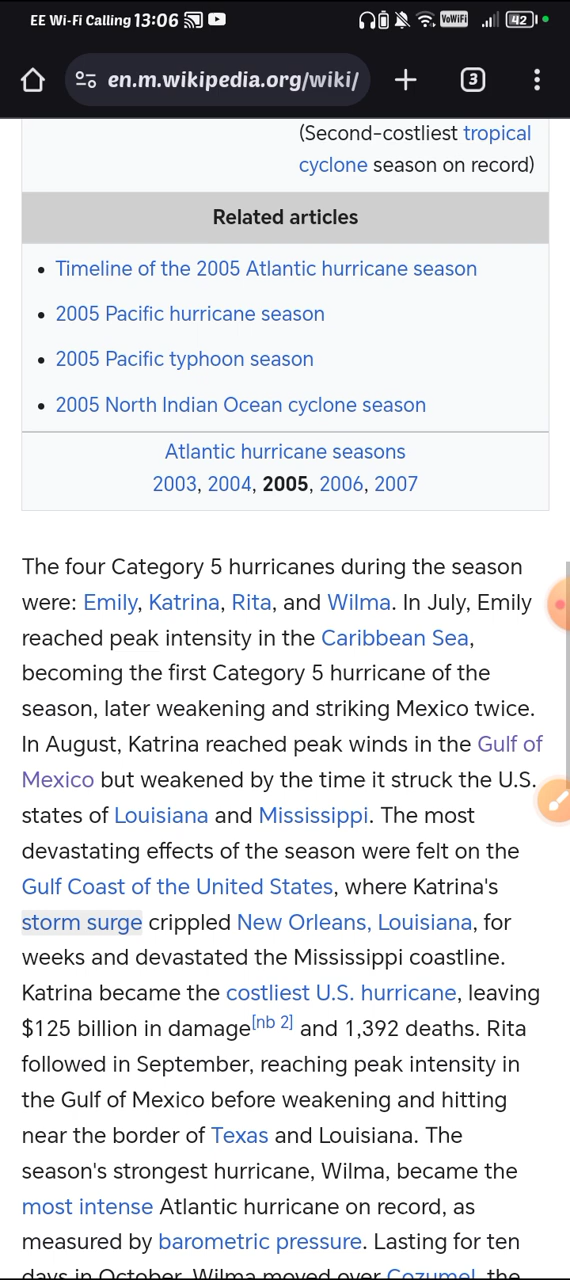 EE Wi-Fi Calling 13:06 VoWiFi 42
en.m.wikipedia.org/wiki/ 3
(Second-costliest tropical
cyclone season on record)
Related articles
• Timeline of the 2005 Atlantic hurricane season
• 2005 Pacific hurricane season
• 2005 Pacific typhoon season
• 2005 North Indian Ocean cyclone season
Atlantic hurricane seasons
2003, 2004, 2005, 2006, 2007
The four Category 5 hurricanes during the season
were: Emily, Katrina, Rita, and Wilma. In July, Emily
reached peak intensity in the Caribbean Sea,
becoming the first Category 5 hurricane of the
season, later weakening and striking Mexico twice.
In August, Katrina reached peak winds in the Gulf of
Mexico but weakened by the time it struck the U.S.
states of Louisiana and Mississippi. The most
devastating effects of the season were felt on the
Gulf Coast of the United States, where Katrina's
storm surge crippled New Orleans, Louisiana, for
weeks and devastated the Mississippi coastline.
Katrina became the costliest U.S. hurricane, leaving
$125 billion in damage[nb 2] and 1,392 deaths. Rita
followed in September, reaching peak intensity in
the Gulf of Mexico before weakening and hitting
near the border of Texas and Louisiana. The
season's strongest hurricane, Wilma, became the
most intense Atlantic hurricane on record, as
measured by barometric pressure. Lasting for ten
days in October, Wilma moved over Cozumel, the